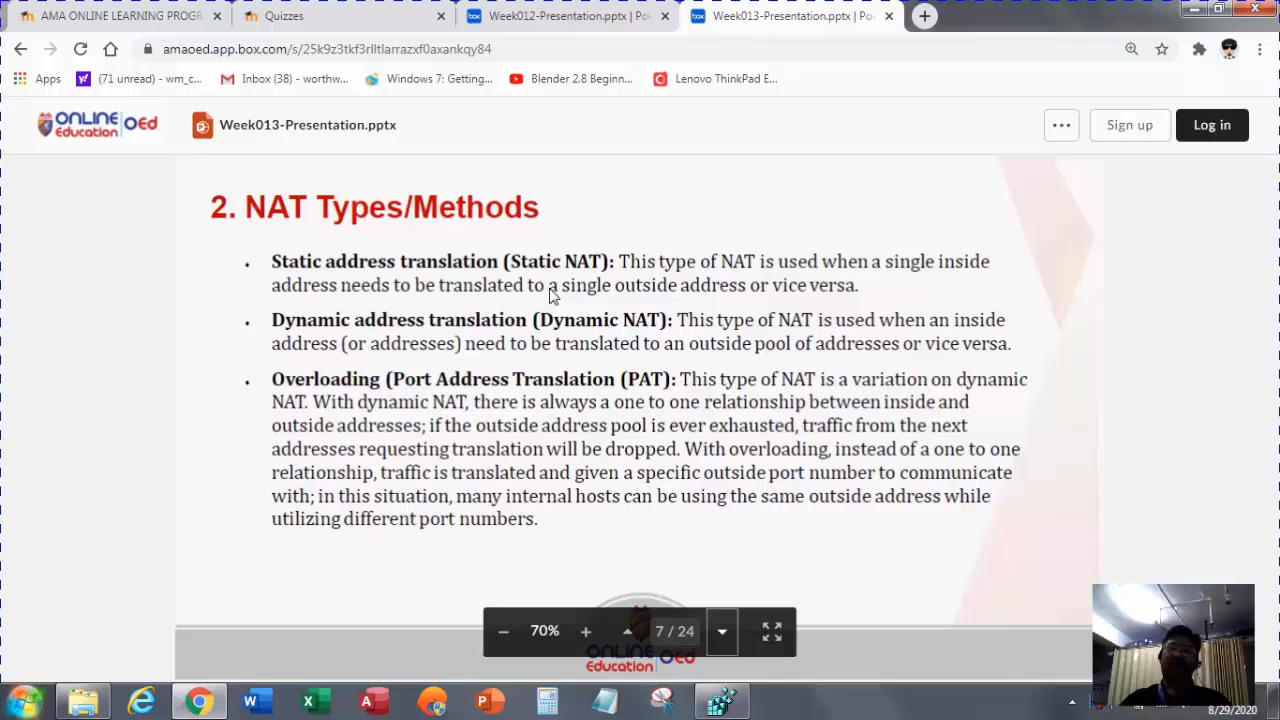 AMA ONLINE LEARNING PROGR
Quizzes
Week012-Presentation.pptx | Po
Week013-Presentation.pptx | Po
amaoed.app.box.com/s/25k9z3tkf3rlltlarrazxf0axankqy84
Apps
(71 unread) - wm_c...
Inbox (38) - worthw...
Windows 7: Getting...
Blender 2.8 Beginn...
Lenovo ThinkPad E...
ONLINE Education OEd
Week013-Presentation.pptx
Sign up
Log in
2. NAT Types/Methods
• Static address translation (Static NAT): This type of NAT is used when a single inside
address needs to be translated to a single outside address or vice versa.
• Dynamic address translation (Dynamic NAT): This type of NAT is used when an inside
address (or addresses) need to be translated to an outside pool of addresses or vice versa.
• Overloading (Port Address Translation (PAT): This type of NAT is a variation on dynamic
NAT. With dynamic NAT, there is always a one to one relationship between inside and
outside addresses; if the outside address pool is ever exhausted, traffic from the next
addresses requesting translation will be dropped. With overloading, instead of a one to one
relationship, traffic is translated and given a specific outside port number to communicate
with; in this situation, many internal hosts can be using the same outside address while
utilizing different port numbers.
70%
7 / 24
ONLINE
Education OEd
8/29/2020